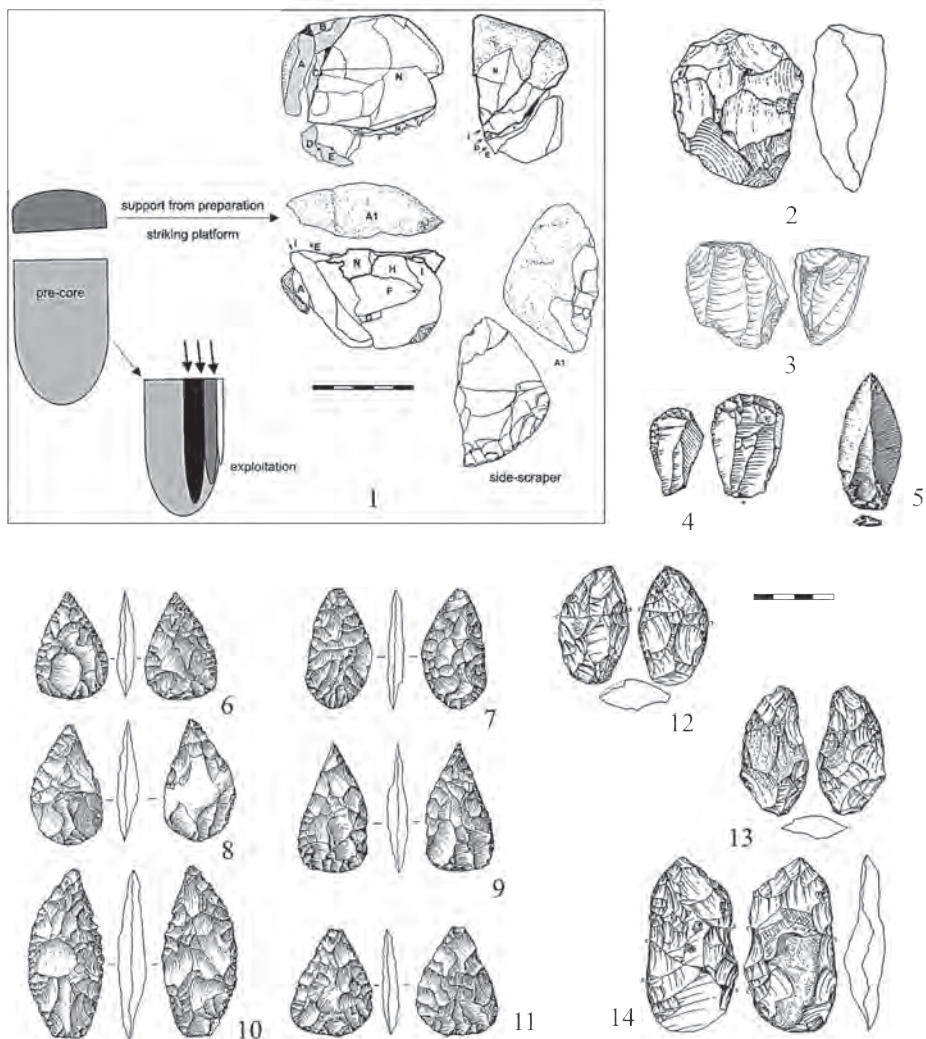 B
A
N
D
E
F
N
I
D
E
support from preparation
A1
striking platform
I
E
N
H
I
pre-core
A
F
A1
exploitation
side-scraper
1
2
3
4
5
6
7
8
9
10
11
12
13
14